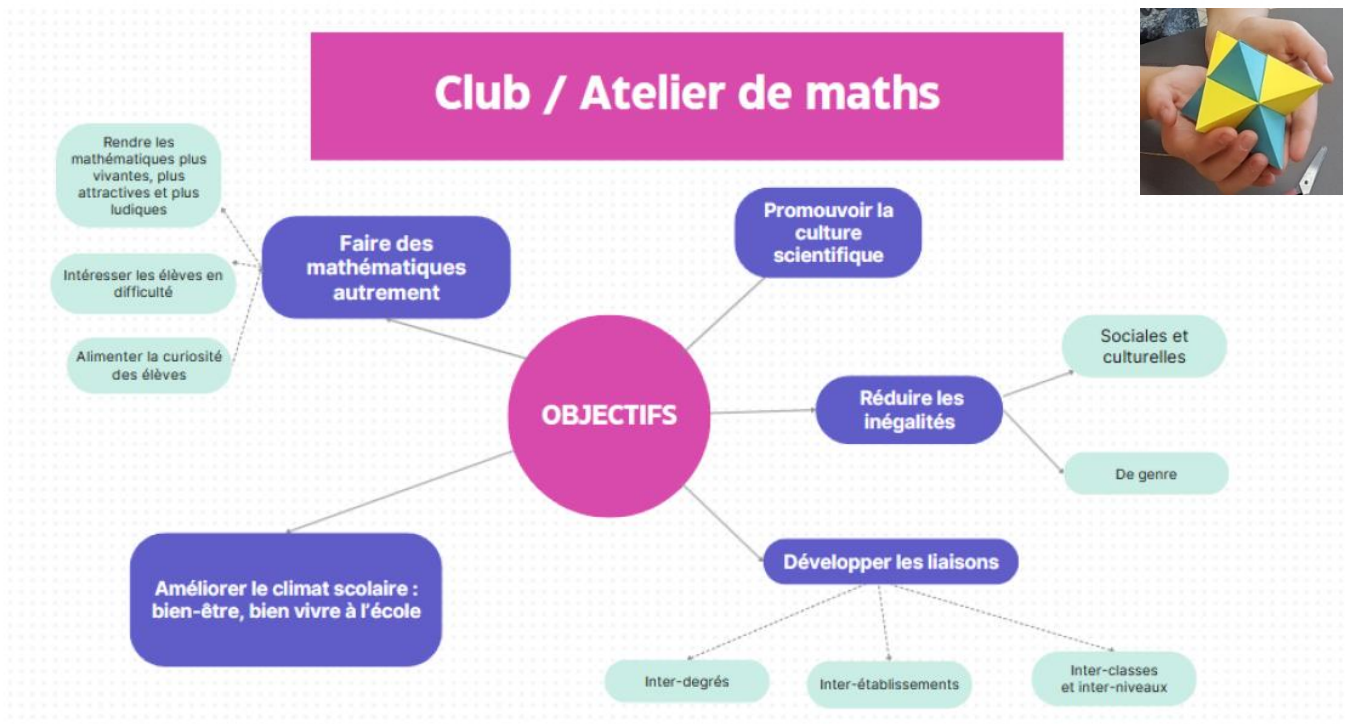 Club / Atelier de maths
Rendre les
mathématiques plus
vivantes, plus
attractives et plus
ludiques
Intéresser les élèves en
difficulté
Alimenter la curiosité
des élèves
Faire des
mathématiques
autrement
Promouvoir la
culture
scientifique
OBJECTIFS
Réduire les
inégalités
Sociales et
culturelles
De genre
Améliorer le climat scolaire :
bien-être, bien vivre à l'école
Développer les liaisons
Inter-degrés
Inter-établissements
Inter-classes
et inter-niveaux